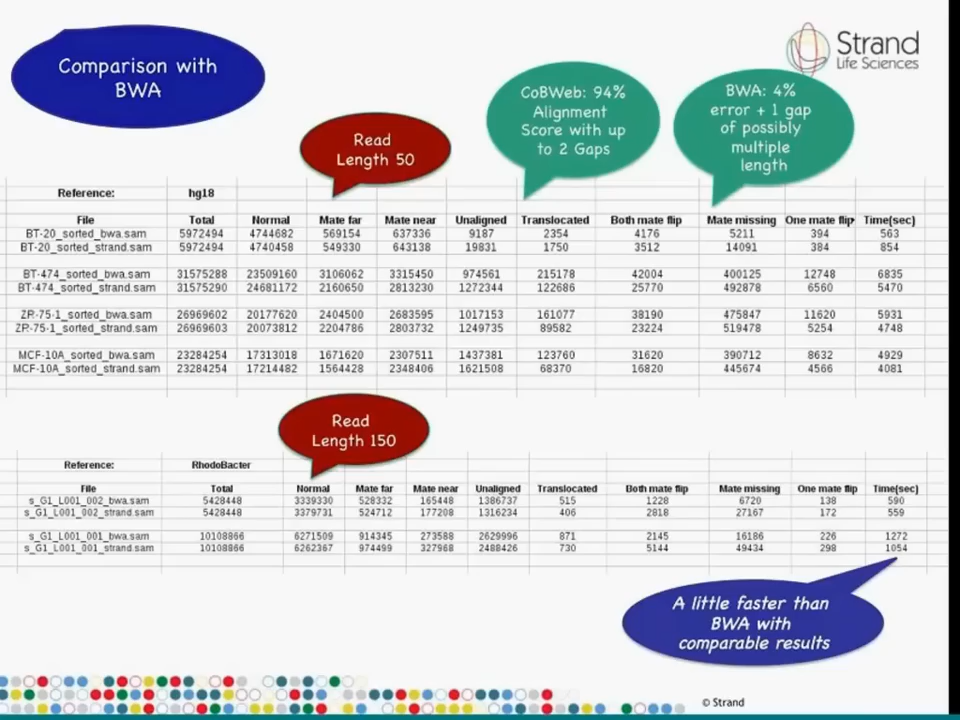 Comparison with
BWA
Strand
Life Sciences
Read
Length 50
CoBWeb: 94%
Alignment
Score with up
to 2 Gaps
BWA: 4%
error + 1 gap
of possibly
multiple
length
Reference: hg18
File Total Normal Mate far Mate near Unaligned Translocated Both mate flip Mate missing One mate flip Time(sec)
BT-20_sorted_bwa.sam 5972494 4744682 569154 637336 9187 2354 4176 5211 394 563
BT-20_sorted_strand.sam 5972494 4740458 549330 643138 19831 1750 3512 14091 384 854
BT-474_sorted_bwa.sam 31575288 23509160 3106062 3315450 974561 215178 42004 400125 12748 6835
BT-474_sorted_strand.sam 31575290 24681172 2160650 2813230 1272344 122686 25770 492878 6560 5470
ZR-75-1_sorted_bwa.sam 26969602 20177620 2404500 2683595 1017153 161077 38190 475847 11620 5931
ZR-75-1_sorted_strand.sam 26969603 20073812 2204786 2803732 1249735 89582 23224 519478 5254 4748
MCF-10A_sorted_bwa.sam 23284254 17313018 1671620 2307511 1437381 123760 31620 390712 8632 4929
MCF-10A_sorted_strand.sam 23284254 17214482 1564428 2348406 1621508 68370 16820 445674 4566 4081
Read
Length 150
Reference: RhodoBacter
File Total Normal Mate far Mate near Unaligned Translocated Both mate flip Mate missing One mate flip Time(sec)
s_G1_L001_002_bwa.sam 5428448 3339330 528332 165448 1386737 515 1228 6720 138 590
s_G1_L001_002_strand.sam 5428448 3379731 524712 177208 1316234 406 2818 27167 172 559
s_G1_L001_001_bwa.sam 10108866 6271509 914345 273588 2629996 871 2145 16186 226 1272
s_G1_L001_001_strand.sam 10108866 6262367 974499 327968 2488426 730 5144 49434 298 1054
A little faster than
BWA with
comparable results
© Strand